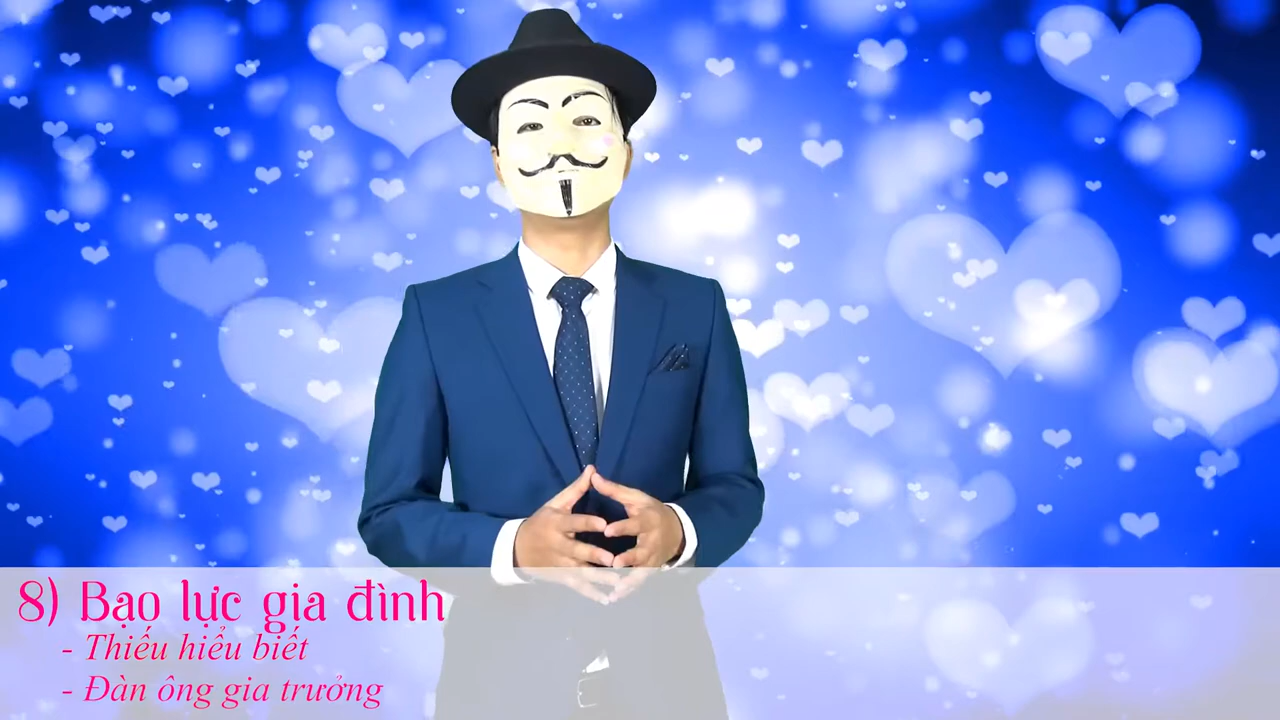 8) Bạo lực gia đình
- Thiếu hiểu biết
- Đàn ông gia trưởng